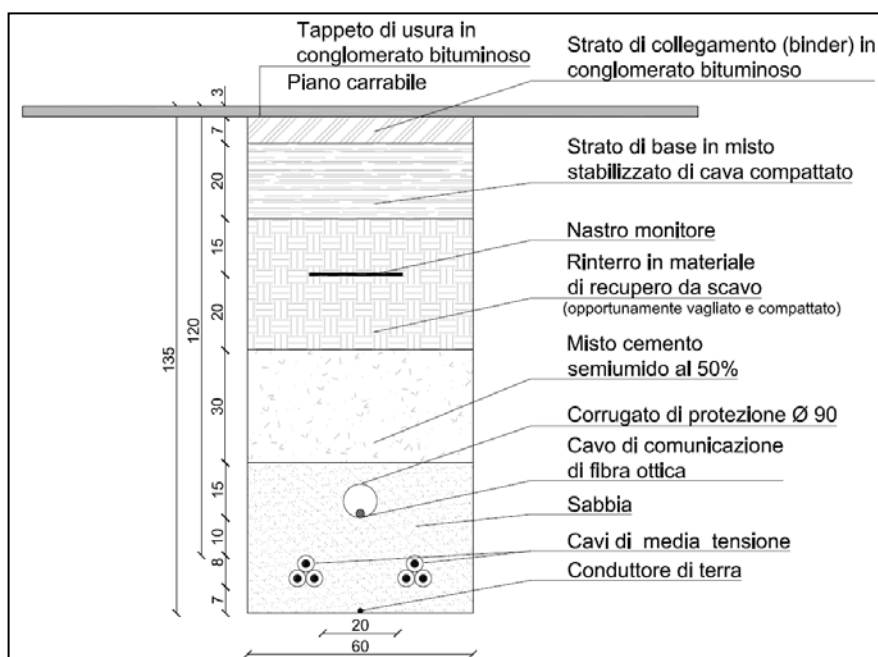 Tappeto di usura in
conglomerato bituminoso
Piano carrabile
Strato di collegamento (binder) in
conglomerato bituminoso
Strato di base in misto
stabilizzato di cava compattato
Nastro monitore
Rinterro in materiale
di recupero da scavo
(opportunamente vagliato e compattato)
Misto cemento
semiumido al 50%
Corrugato di protezione Ø 90
Cavo di comunicazione
di fibra ottica
Sabbia
Cavi di media tensione
Conduttore di terra
3
7
20
15
20
30
15
10
8
7
120
135
20
60